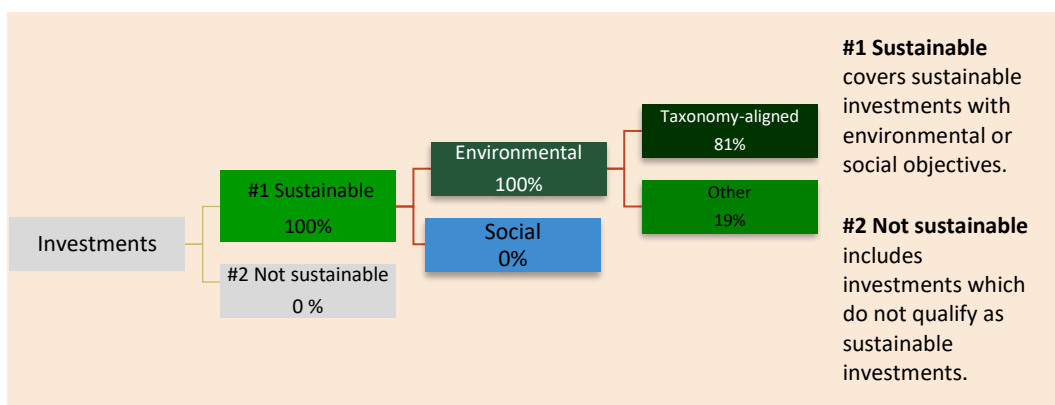 Investments
#1 Sustainable
100%
#2 Not sustainable
0 %
Environmental
100%
Social
0%
Taxonomy-aligned
81%
Other
19%
#1 Sustainable
covers sustainable
investments with
environmental or
social objectives.
#2 Not sustainable
includes
investments which
do not qualify as
sustainable
investments.